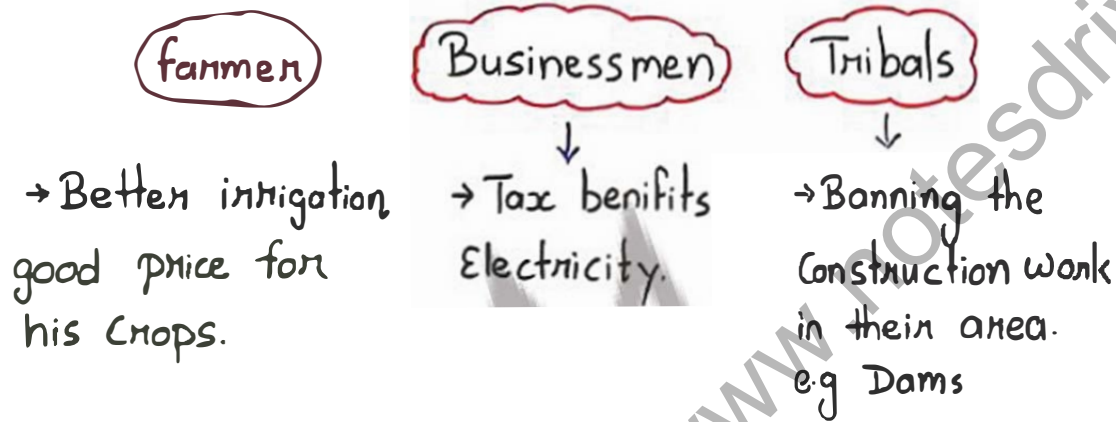 farmer
→ Better irrigation
good price for
his Crops.
Businessmen
→ Tax benifits
Electricity.
Tribals
→ Banning the
Construction work
in their area.
e.g Dams
www.notesdri